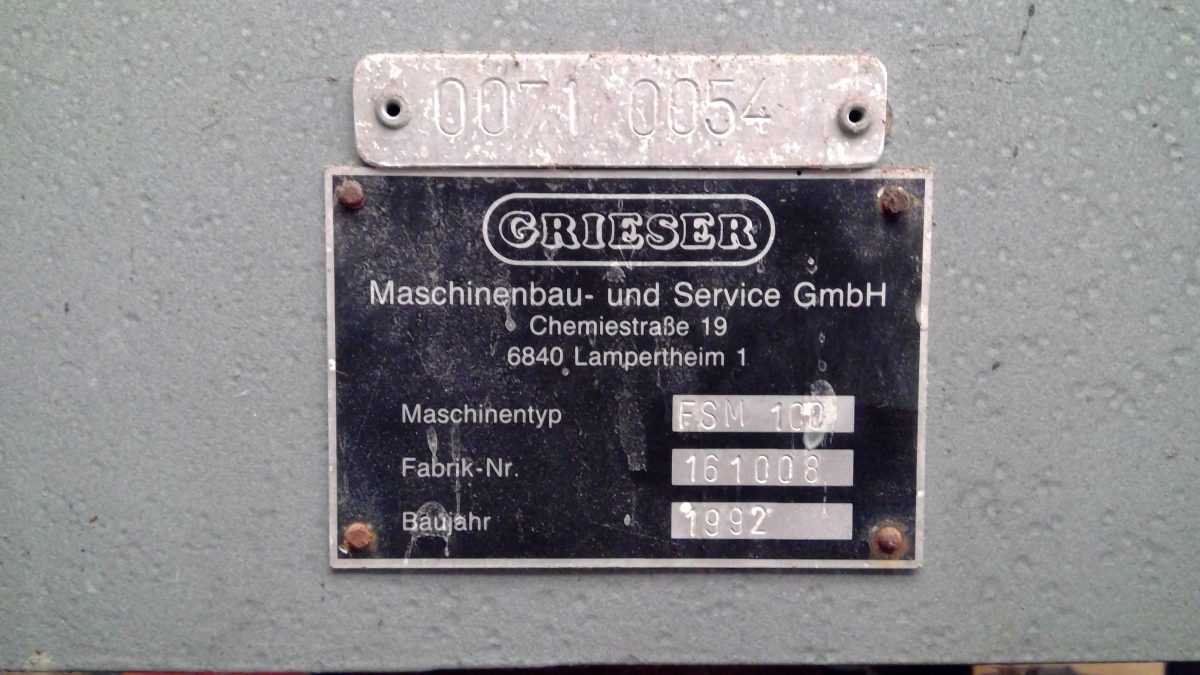 0071 0054
GRIESER
Maschinenbau- und Service GmbH
Chemiestraße 19
6840 Lampertheim 1
Maschinentyp FSM 100
Fabrik-Nr. 161008
Baujahr 1992